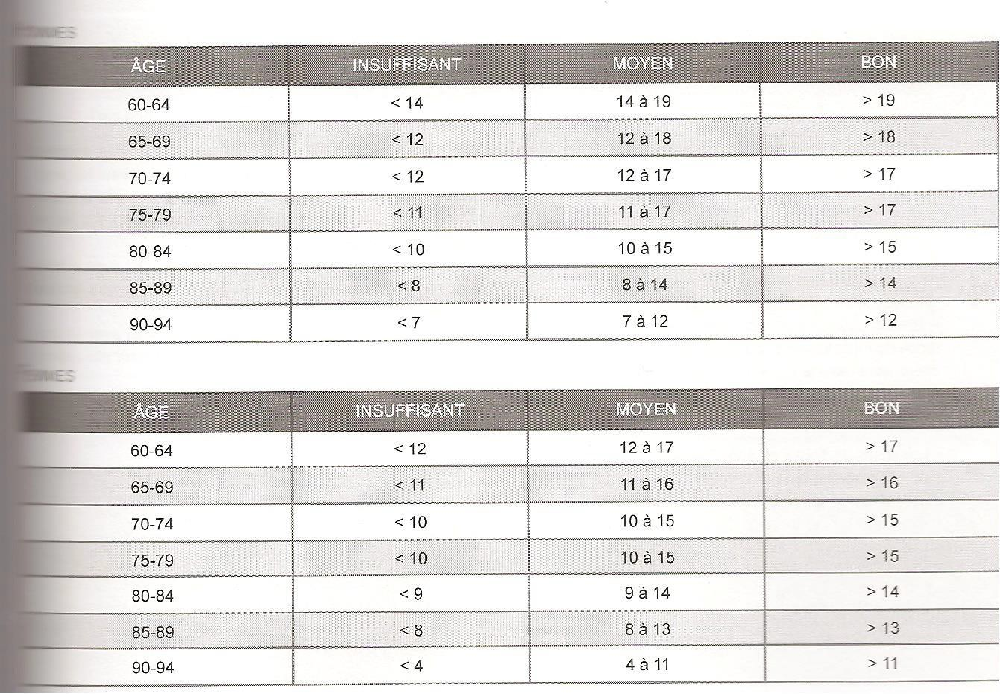 ÂGE INSUFFISANT MOYEN BON
60-64 < 14 14 à 19 > 19
65-69 < 12 12 à 18 > 18
70-74 < 12 12 à 17 > 17
75-79 < 11 11 à 17 > 17
80-84 < 10 10 à 15 > 15
85-89 < 8 8 à 14 > 14
90-94 < 7 7 à 12 > 12
ÂGE INSUFFISANT MOYEN BON
60-64 < 12 12 à 17 > 17
65-69 < 11 11 à 16 > 16
70-74 < 10 10 à 15 > 15
75-79 < 10 10 à 15 > 15
80-84 < 9 9 à 14 > 14
85-89 < 8 8 à 13 > 13
90-94 < 4 4 à 11 > 11